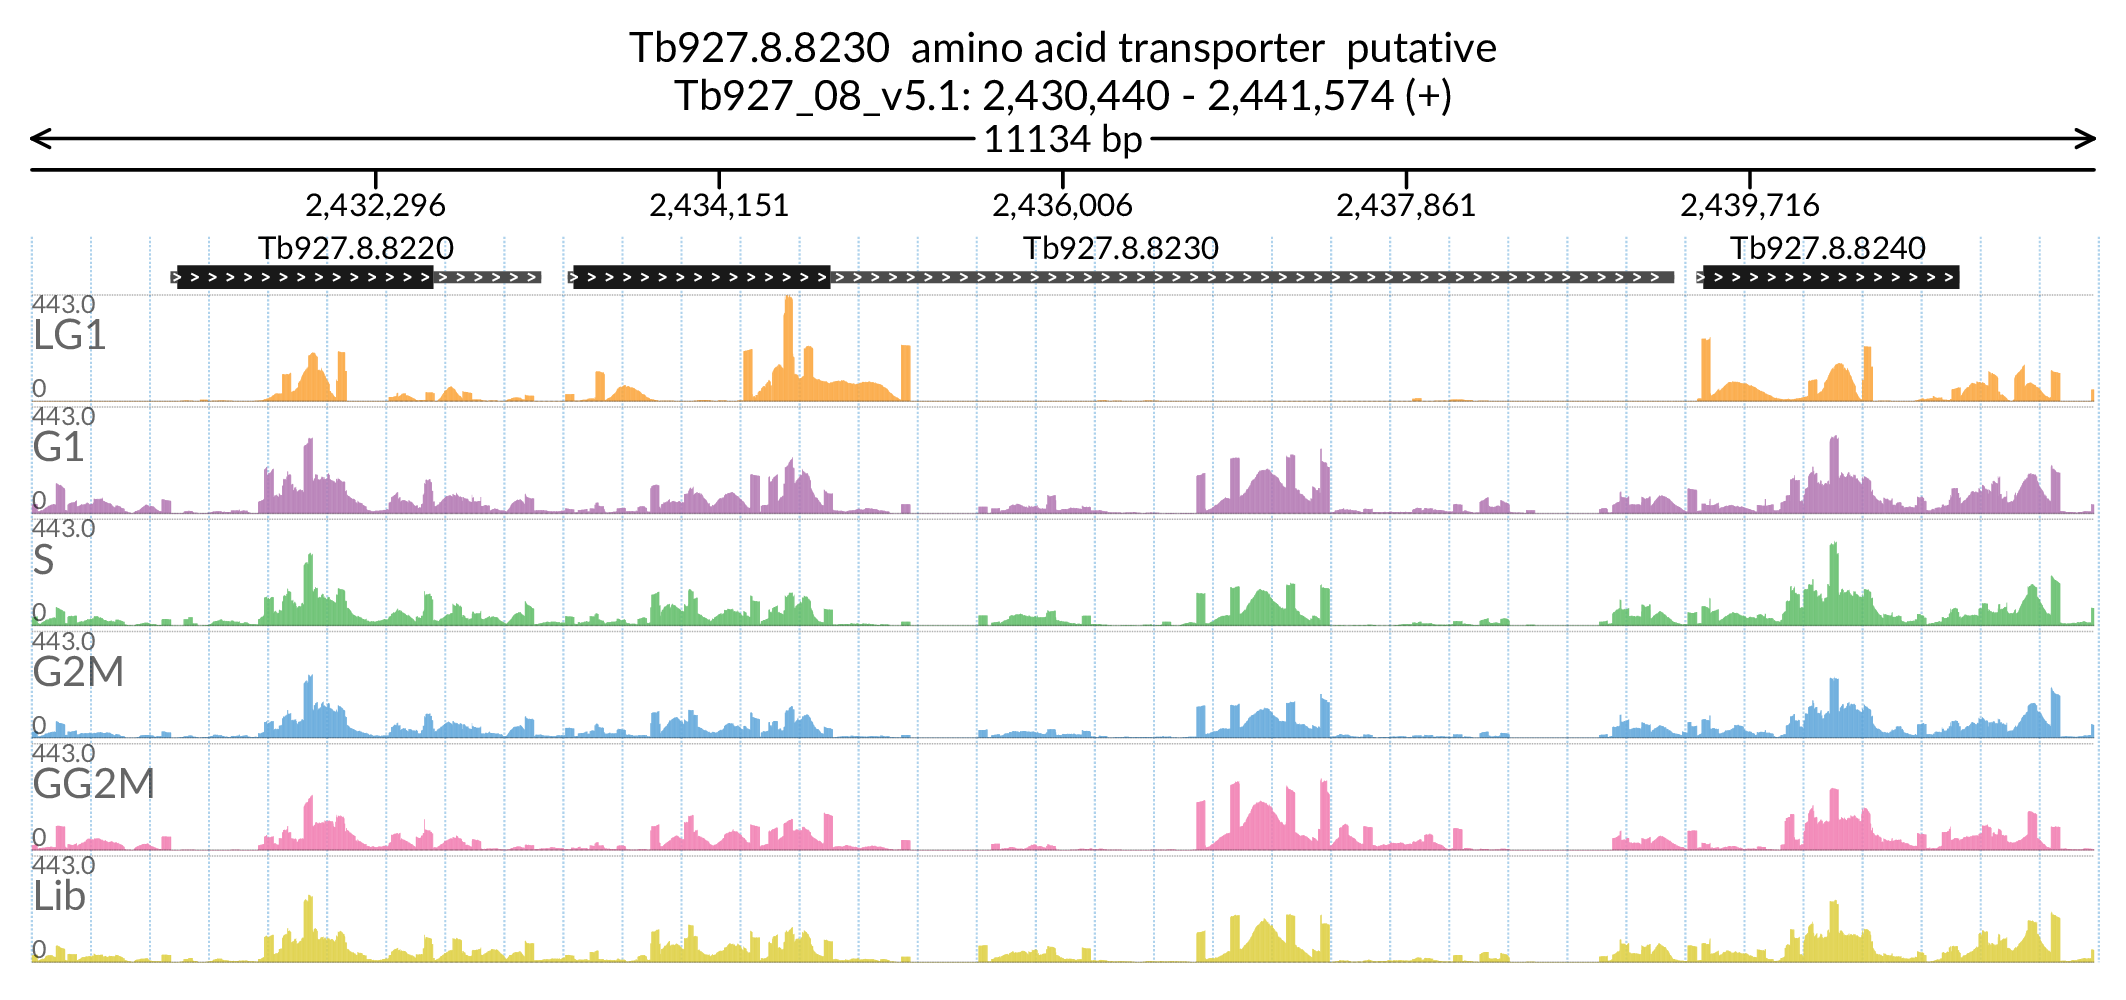 Tb927.8.8230  amino acid transporter  putative
Tb927_08_v5.1: 2,430,440 - 2,441,574 (+)
11134 bp
2,432,296 2,434,151 2,436,006 2,437,861 2,439,716
Tb927.8.8220 Tb927.8.8230 Tb927.8.8240
443.0
LG1
0
443.0
G1
0
443.0
S
0
443.0
G2M
0
443.0
GG2M
0
443.0
Lib
0